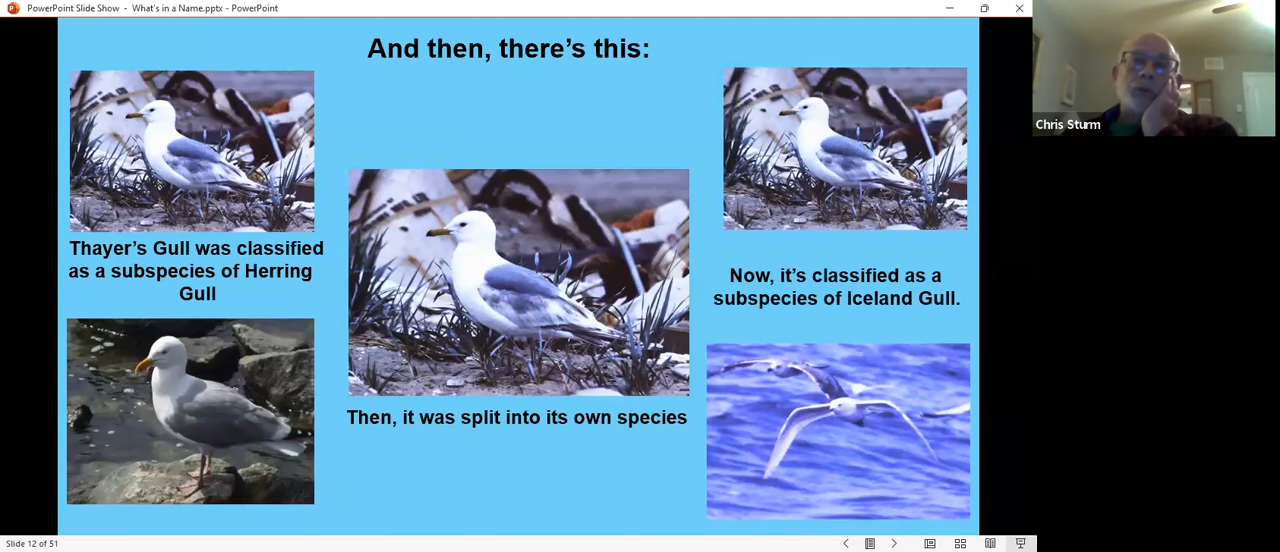 PowerPoint Slide Show - What's in a Name.pptx - PowerPoint
And then, there's this:
Thayer's Gull was classified
as a subspecies of Herring
Gull
Then, it was split into its own species
Now, it's classified as a
subspecies of Iceland Gull.
Chris Sturm
Slide 12 of 51